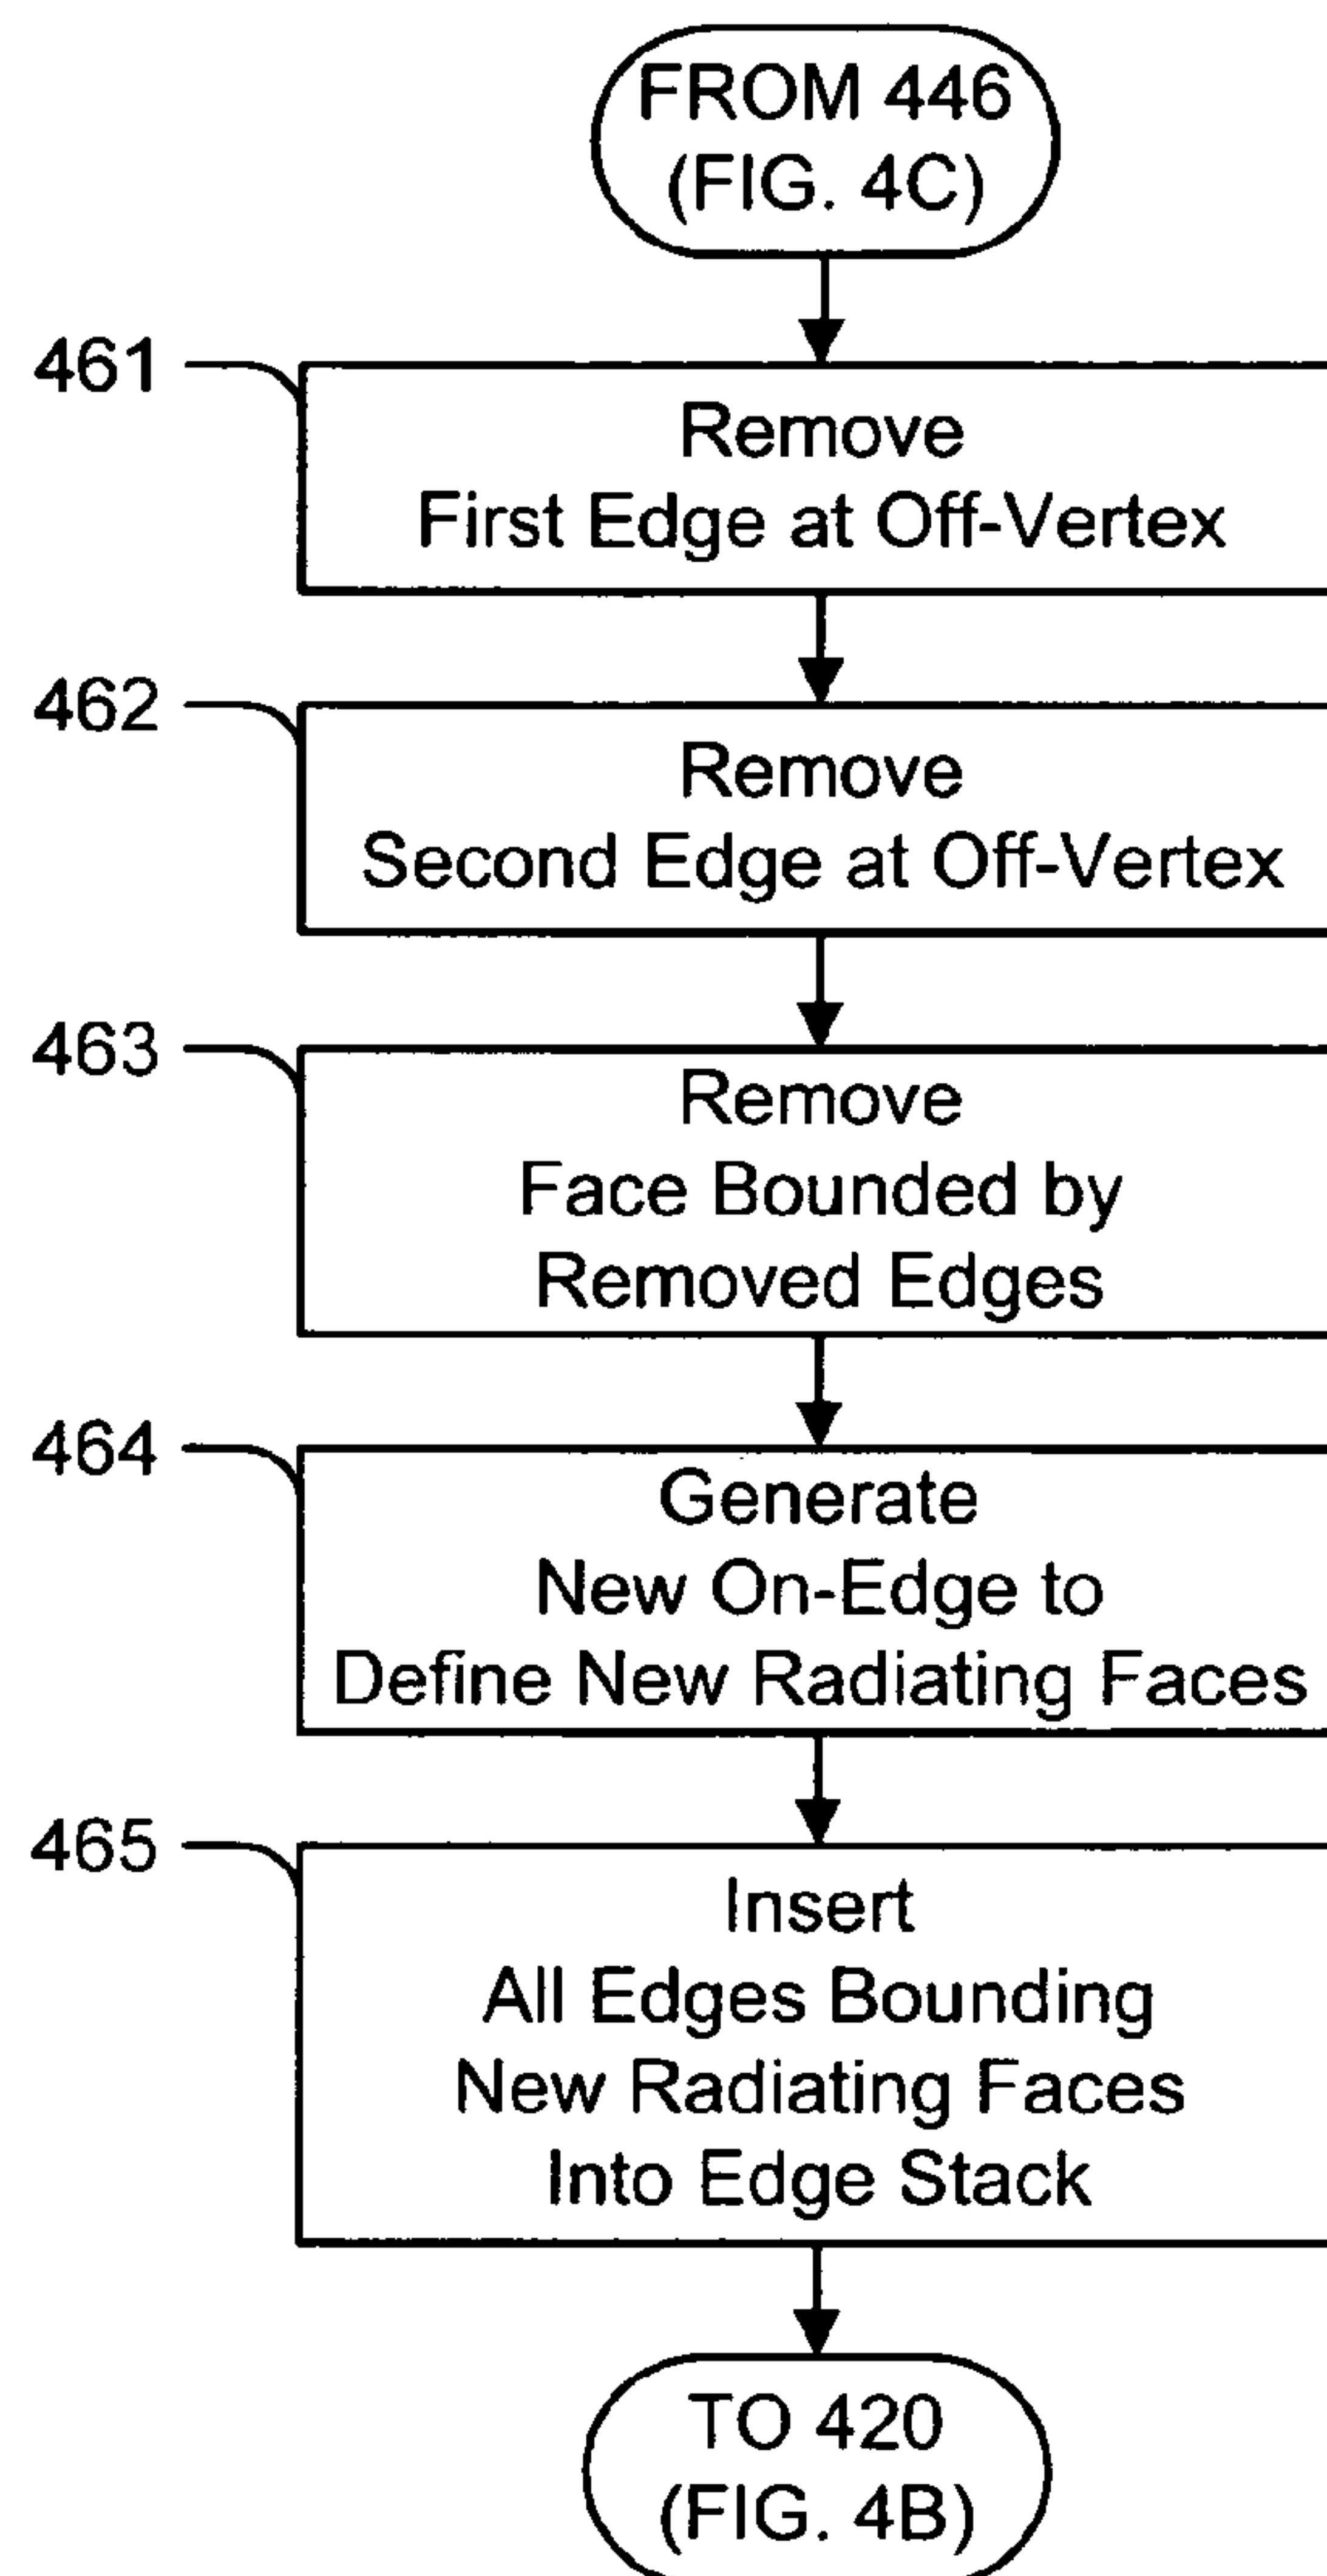 FROM 446
(FIG. 4C)
461
Remove
First Edge at Off-Vertex
462
Remove
Second Edge at Off-Vertex
463
Remove
Face Bounded by
Removed Edges
464
Generate
New On-Edge to
Define New Radiating Faces
465
Insert
All Edges Bounding
New Radiating Faces
Into Edge Stack
TO 420
(FIG. 4B)